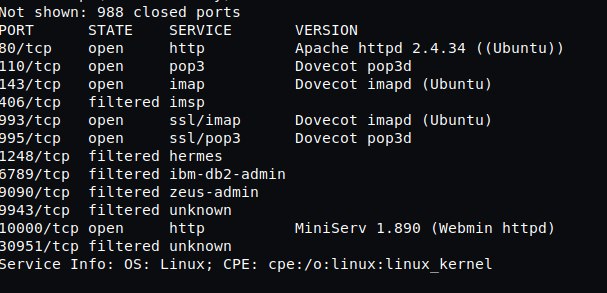 Not shown: 988 closed ports
PORT STATE SERVICE VERSION
80/tcp open http Apache httpd 2.4.34 ((Ubuntu))
110/tcp open pop3 Dovecot pop3d
143/tcp open imap Dovecot imapd (Ubuntu)
406/tcp filtered imsp
993/tcp open ssl/imap Dovecot imapd (Ubuntu)
995/tcp open ssl/pop3 Dovecot pop3d
1248/tcp filtered hermes
6789/tcp filtered ibm-db2-admin
9090/tcp filtered zeus-admin
9943/tcp filtered unknown
10000/tcp open http MiniServ 1.890 (Webmin httpd)
30951/tcp filtered unknown
Service Info: OS: Linux; CPE: cpe:/o:linux:linux_kernel